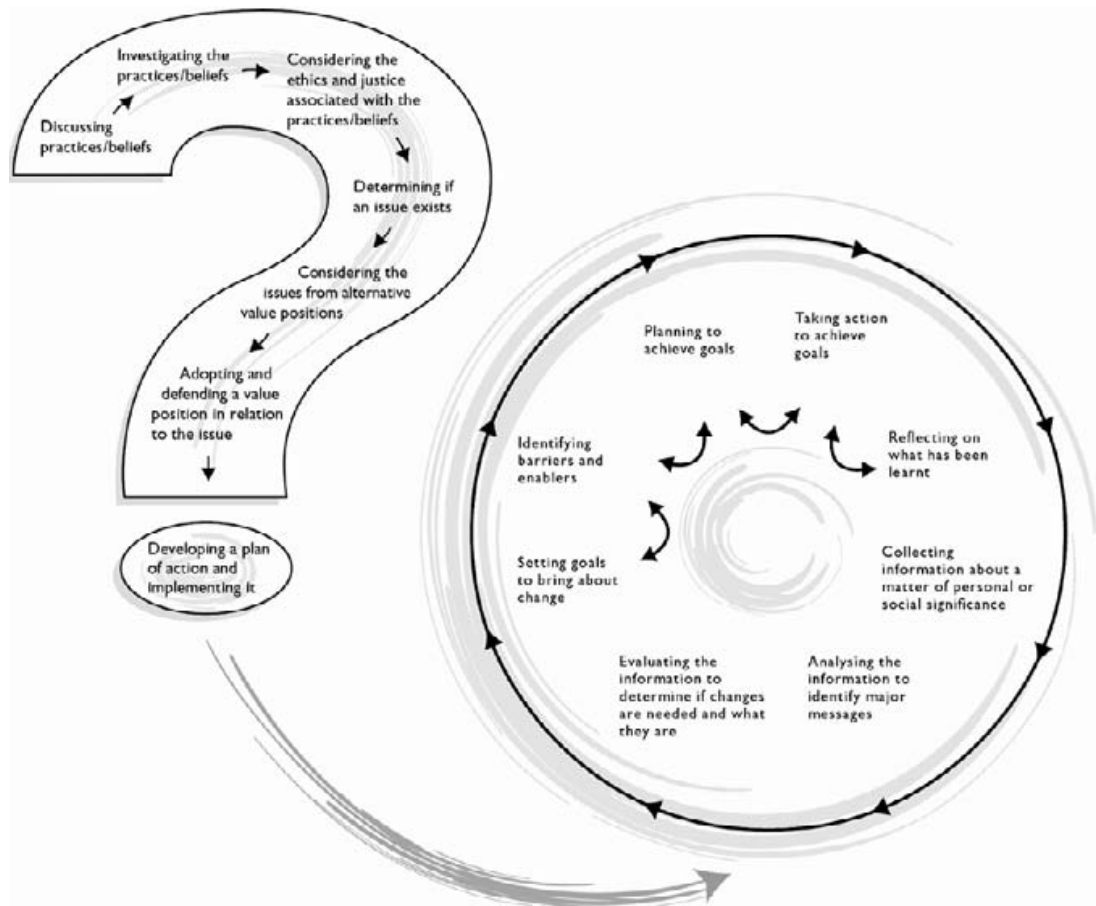 Discussing
practices/beliefs
Investigating the
practices/beliefs
Considering the
ethics and justice
associated with the
practices/beliefs
Determining if
an issue exists
Considering the
issues from alternative
value positions
Adopting and
defending a value
position in relation
to the issue
Developing a plan
of action and
implementing it
Planning to
achieve goals
Taking action
to achieve
goals
Reflecting on
what has been
learnt
Collecting
information about a
matter of personal or
social significance
Analysing the
information to
identify major
messages
Evaluating the
information to
determine if changes
are needed and what
they are
Setting goals
to bring about
change
Identifying
barriers and
enablers